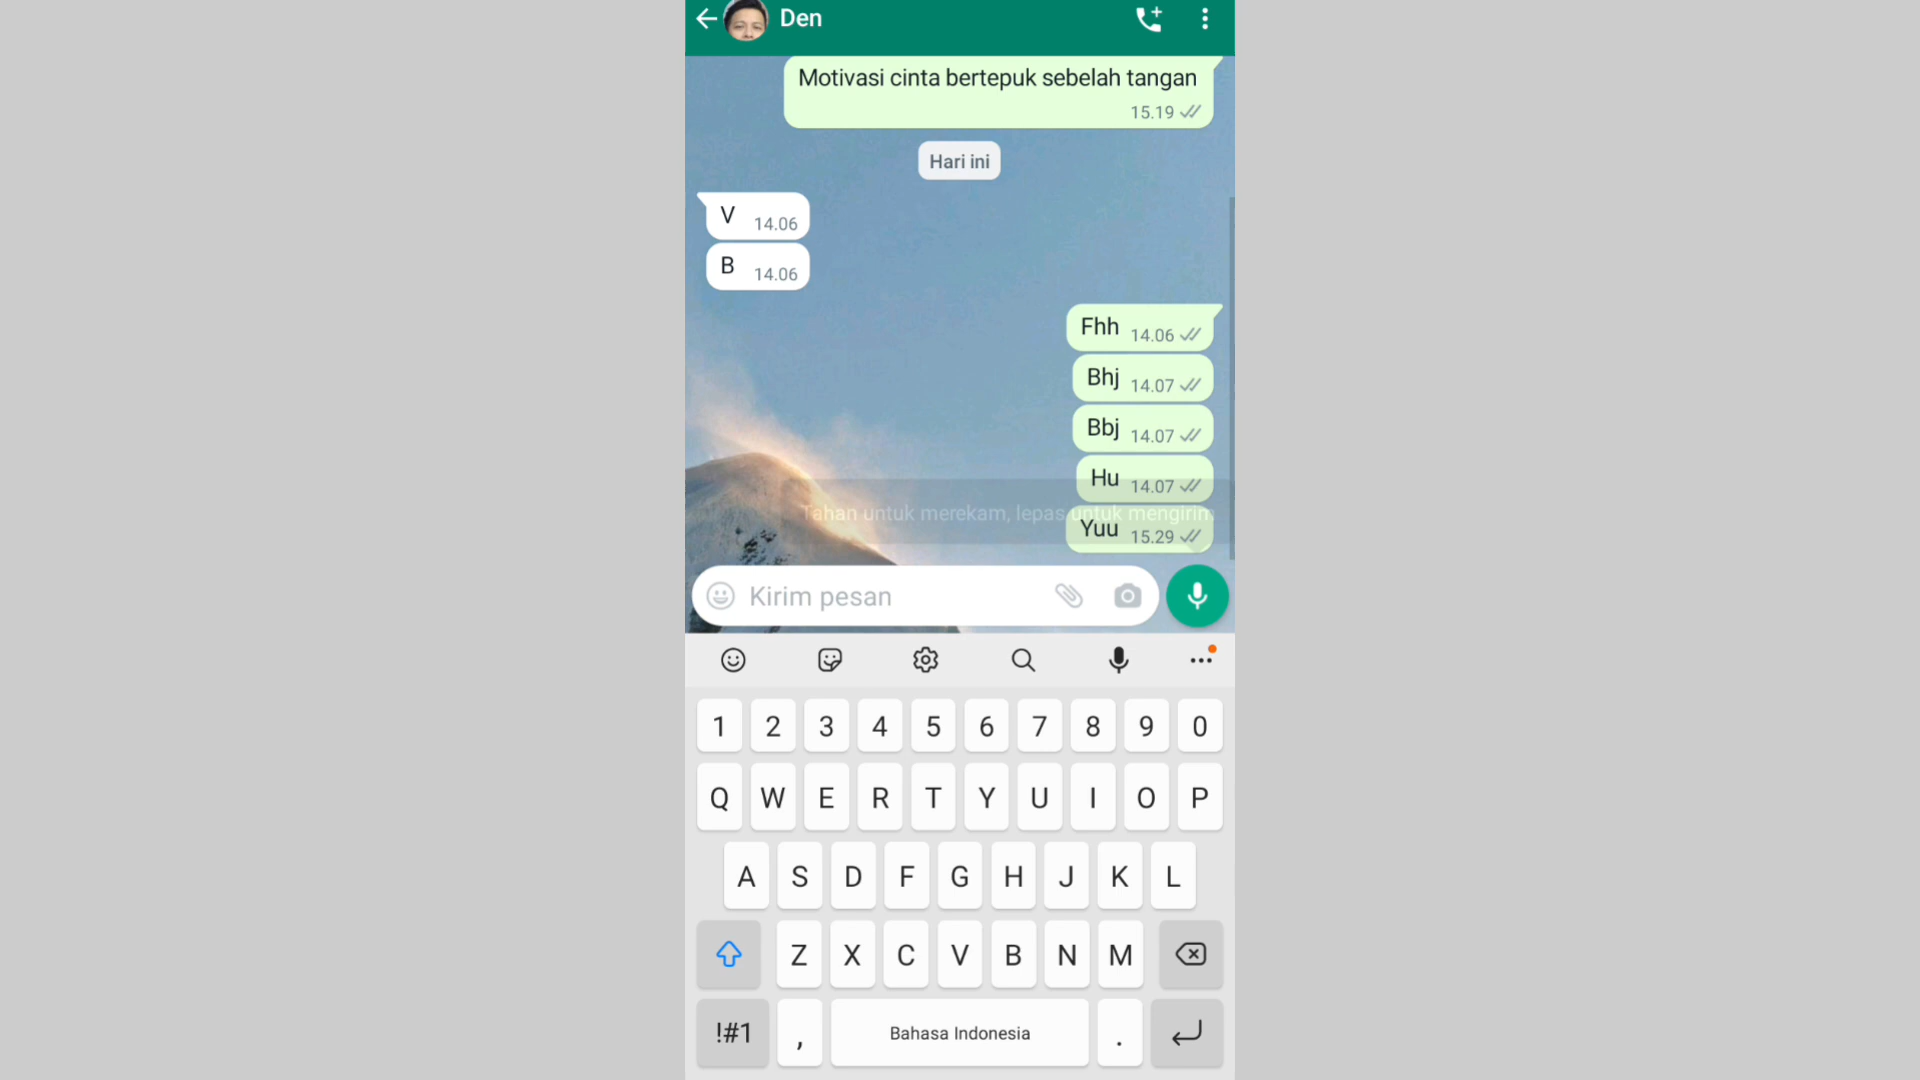 Den
Motivasi cinta bertepuk sebelah tangan
15.19
Hari ini
V 14.06
B 14.06
Fhh 14.06
Bhj 14.07
Bbj 14.07
Hu 14.07
Tahan untuk merekam, lepas untuk mengirim
Yuu 15.29
Kirim pesan
1 2 3 4 5 6 7 8 9 0
Q W E R T Y U I O P
A S D F G H J K L
Z X C V B N M
!#1 , Bahasa Indonesia .